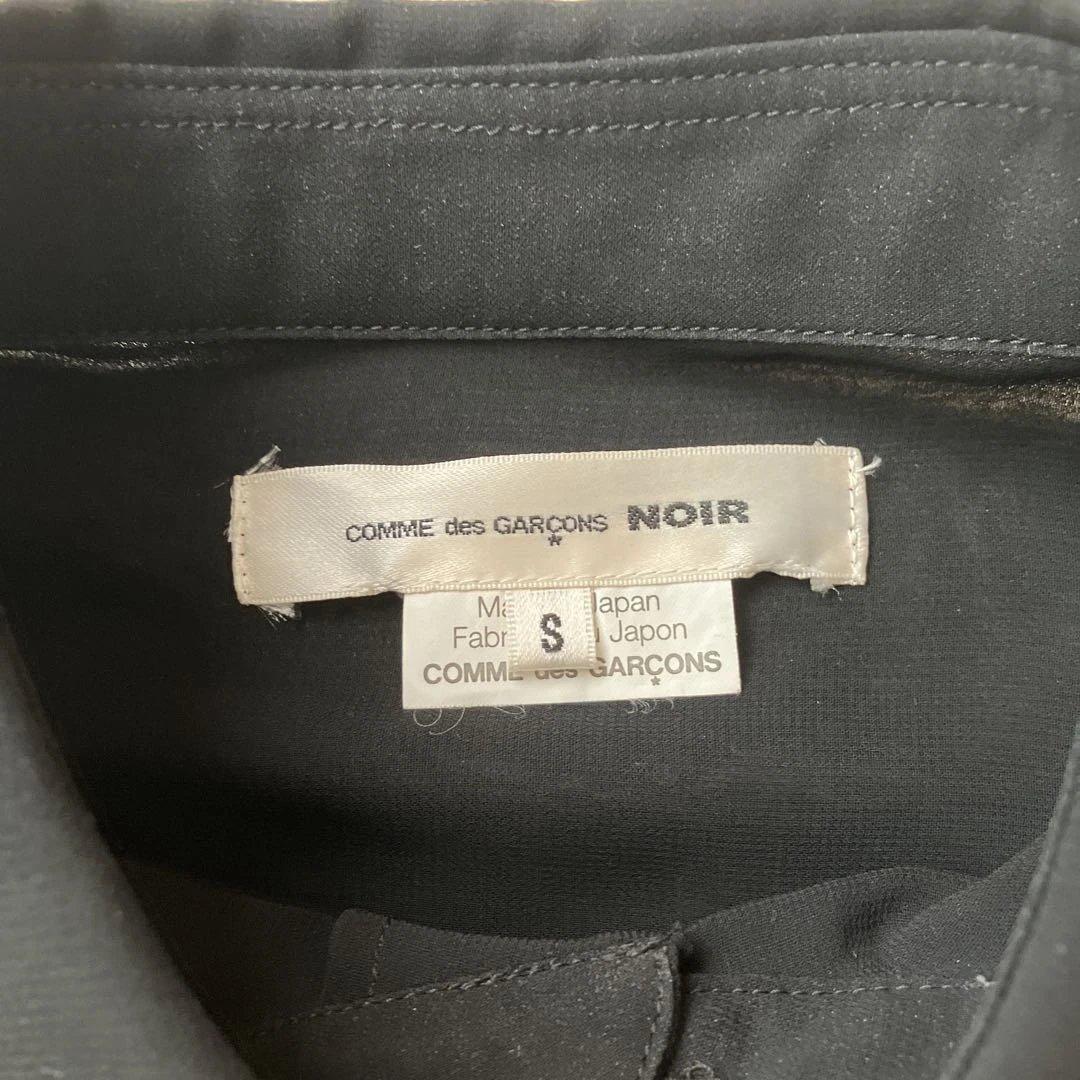 COMME des GARÇONS NOIR
Japan
S
Japon
COMME des GARÇONS